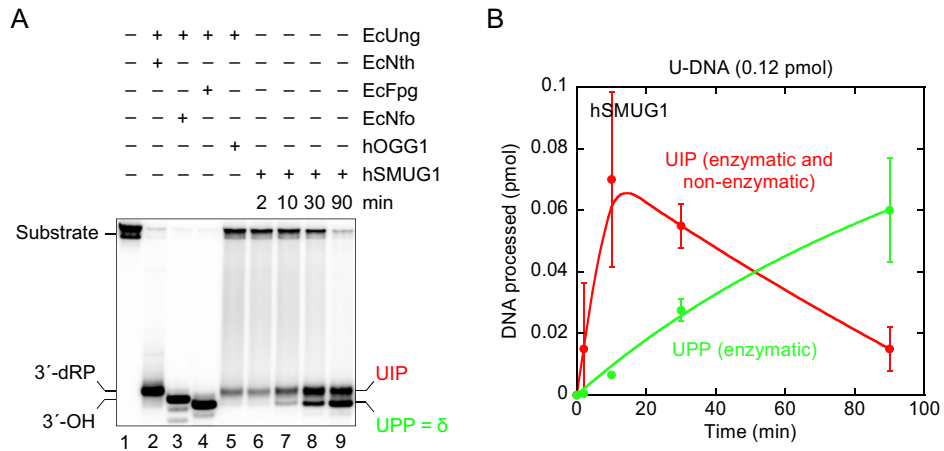 A
– + + + + – – – – EcUng
– + – – – – – – – EcNth
– – – + – – – – – EcFpg
– – + – – – – – – EcNfo
– – – – + – – – – hOGG1
– – – – – + + + + hSMUG1
2 10 30 90 min
Substrate
3´-dRP
UIP
3´-OH
UPP = δ
1 2 3 4 5 6 7 8 9
B
U-DNA (0.12 pmol)
hSMUG1
UIP (enzymatic and
non-enzymatic)
UPP (enzymatic)
DNA processed (pmol)
0.1
0.08
0.06
0.04
0.02
0
0 20 40 60 80 100
Time (min)